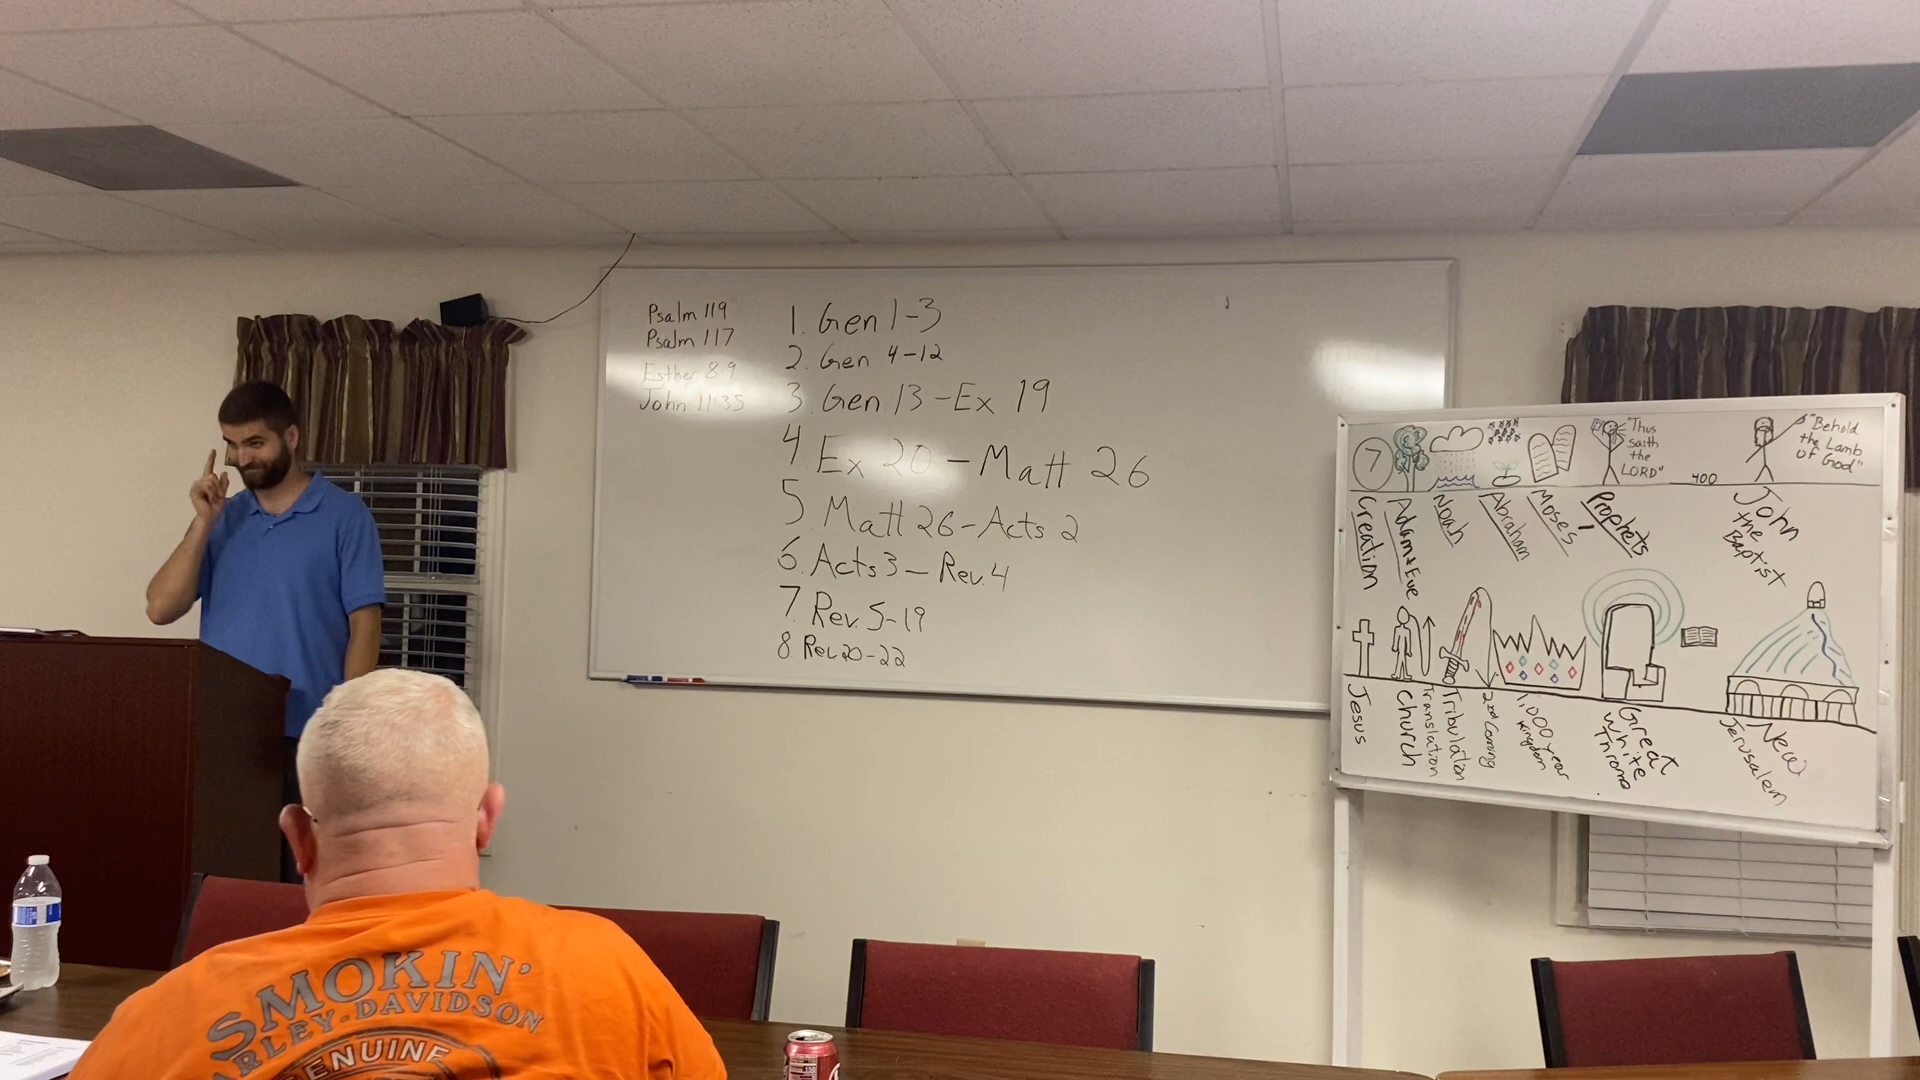 Psalm 119
Psalm 117
Esther 8:9
John 11:35
1. Gen 1-3
2. Gen 4-12
3. Gen 13-Ex 19
4 Ex 20-Matt 26
5 Matt 26-Acts 2
6. Acts 3-Rev. 4
7. Rev. 5-19
8 Rev 20-22
7
"Thus
saith
the
LORD"
400
"Behold
the Lamb
of God"
Creation
Adam & Eve
Noah
Abraham
Moses
Prophets
John
the
Baptist
Jesus
Church
Translation
Tribulation
2nd Coming
1,000 year
Kingdom
Great
White
Throne
New
Jerusalem
SMOKIN'
ARLEY-DAVIDSON
GENUINE